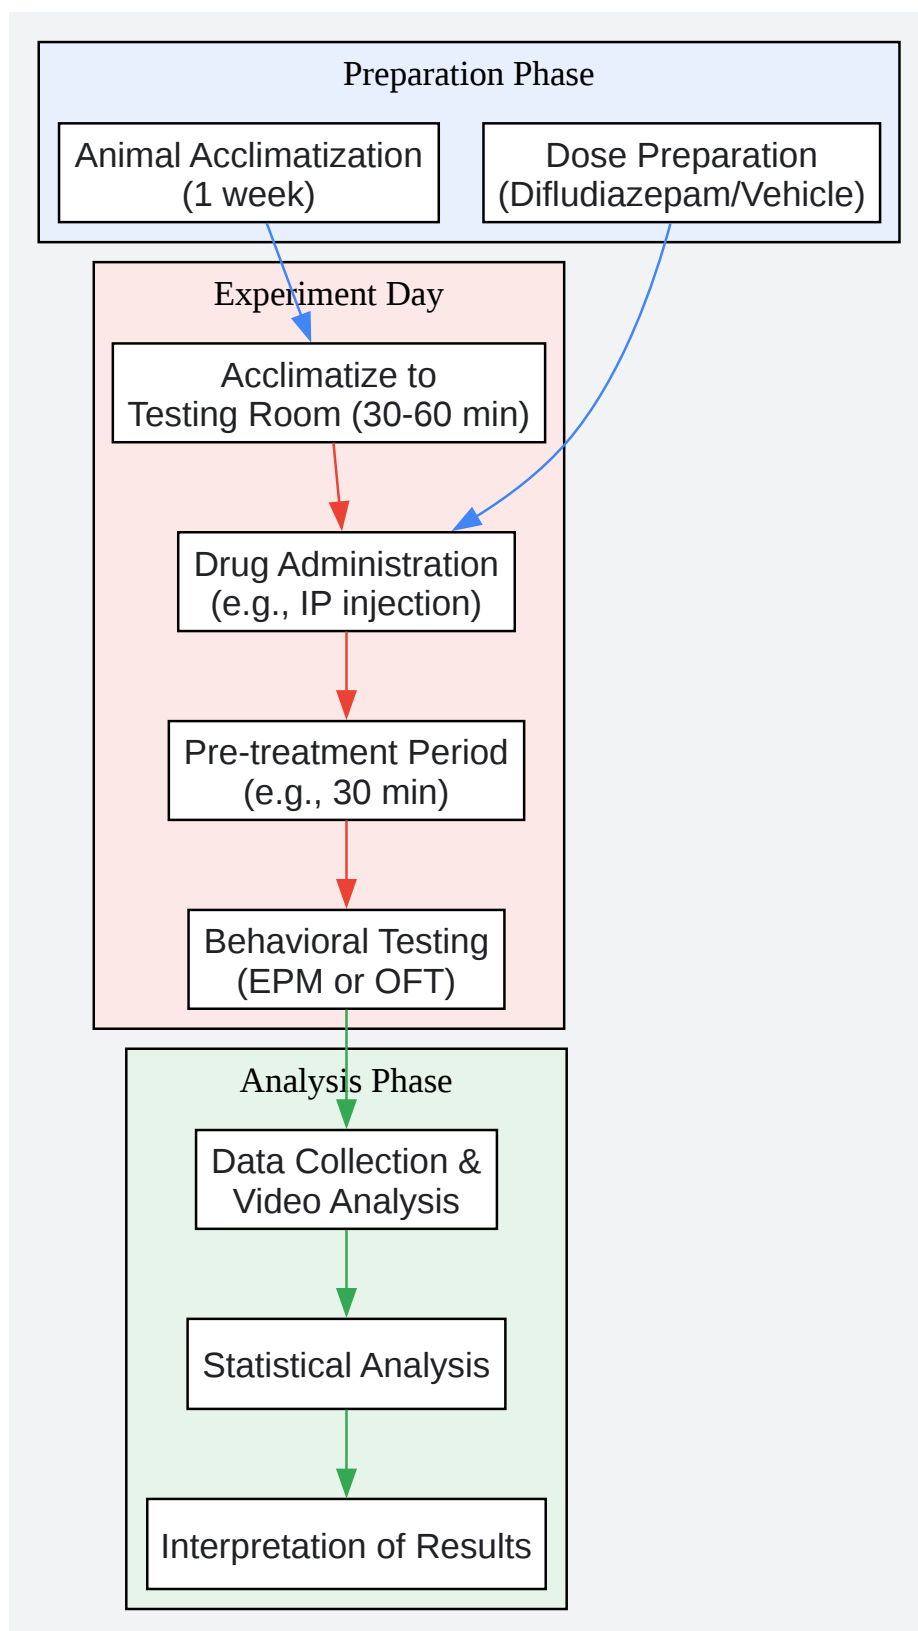 Preparation Phase
Animal Acclimatization
(1 week)
Dose Preparation
(Difludiazepam/Vehicle)
Experiment Day
Acclimatize to
Testing Room (30-60 min)
Drug Administration
(e.g., IP injection)
Pre-treatment Period
(e.g., 30 min)
Behavioral Testing
(EPM or OFT)
Analysis Phase
Data Collection &
Video Analysis
Statistical Analysis
Interpretation of Results